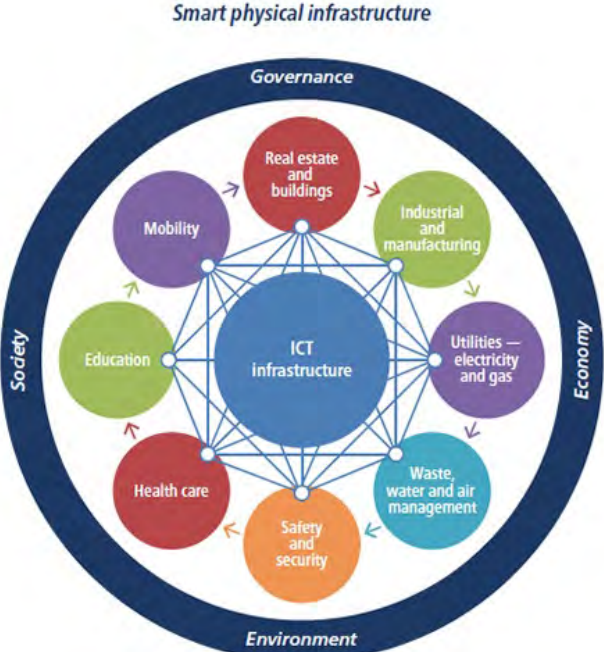 Smart physical infrastructure
Governance
Real estate
and
buildings
Industrial
and
manufacturing
Mobility
Society
Education
ICT
infrastructure
Utilities —
electricity
and gas
Economy
Health care
Waste,
water and air
management
Safety
and
security
Environment